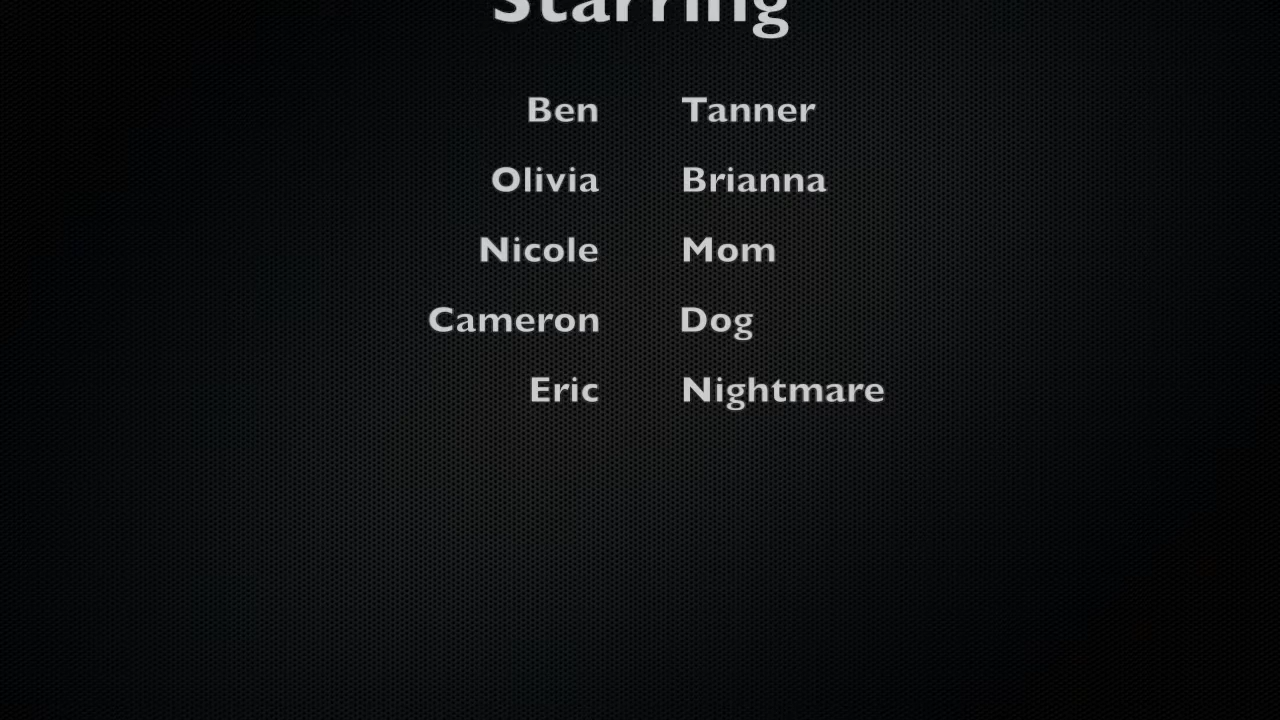 Starring
Ben Tanner
Olivia Brianna
Nicole Mom
Cameron Dog
Eric Nightmare